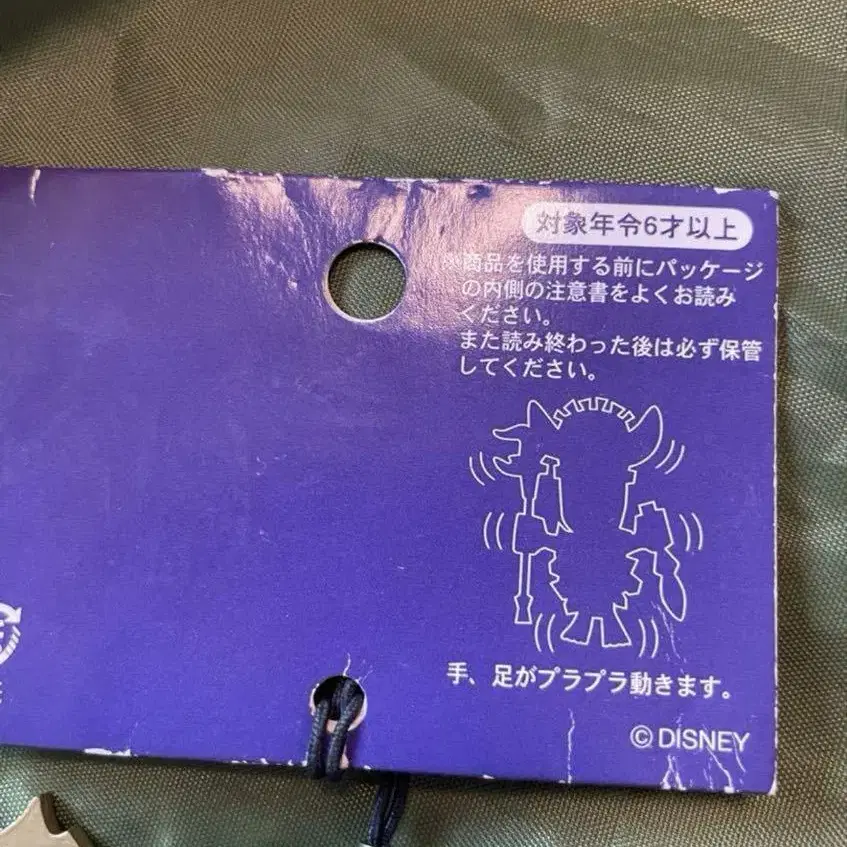 対象年令6才以上
※商品を使用する前にパッケージ
の内側の注意書をよくお読み
ください。
また読み終わった後は必ず保管
してください。
手、足がプラプラ動きます。
© DISNEY